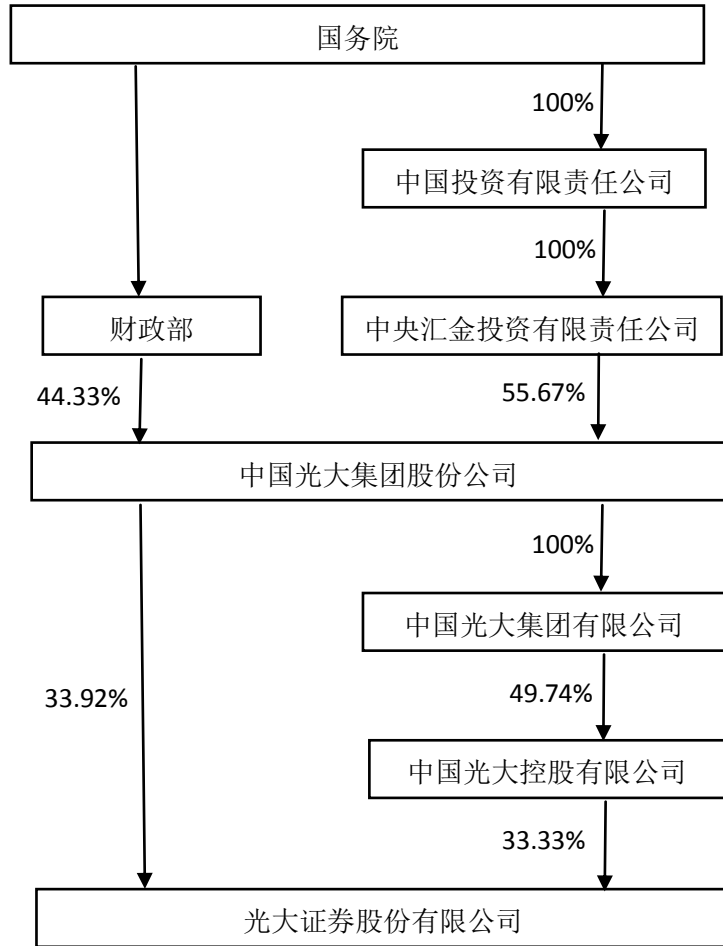 国务院
100%
中国投资有限责任公司
100%
财政部
中央汇金投资有限责任公司
44.33%
55.67%
中国光大集团股份公司
100%
中国光大集团有限公司
33.92%
49.74%
中国光大控股有限公司
33.33%
光大证券股份有限公司